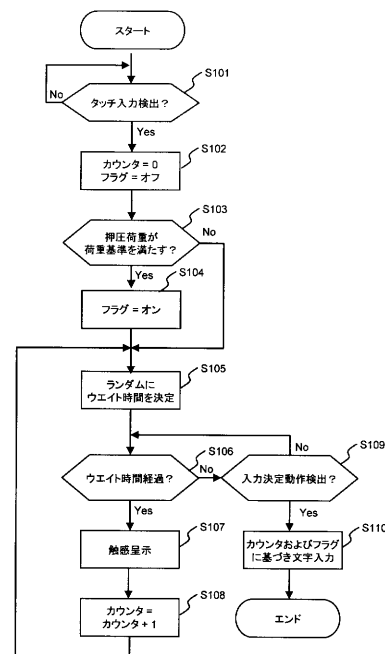 スタート
S101
タッチ入力検出？
No
Yes
S102
カウンタ = 0
フラグ = オフ
S103
押圧荷重が
荷重基準を満たす？
No
Yes
S104
フラグ = オン
S105
ランダムに
ウエイト時間を決定
S106
ウエイト時間経過？
No
Yes
S109
入力決定動作検出？
No
Yes
S107
触感呈示
S110
カウンタおよびフラグ
に基づき文字入力
S108
カウンタ =
カウンタ + 1
エンド